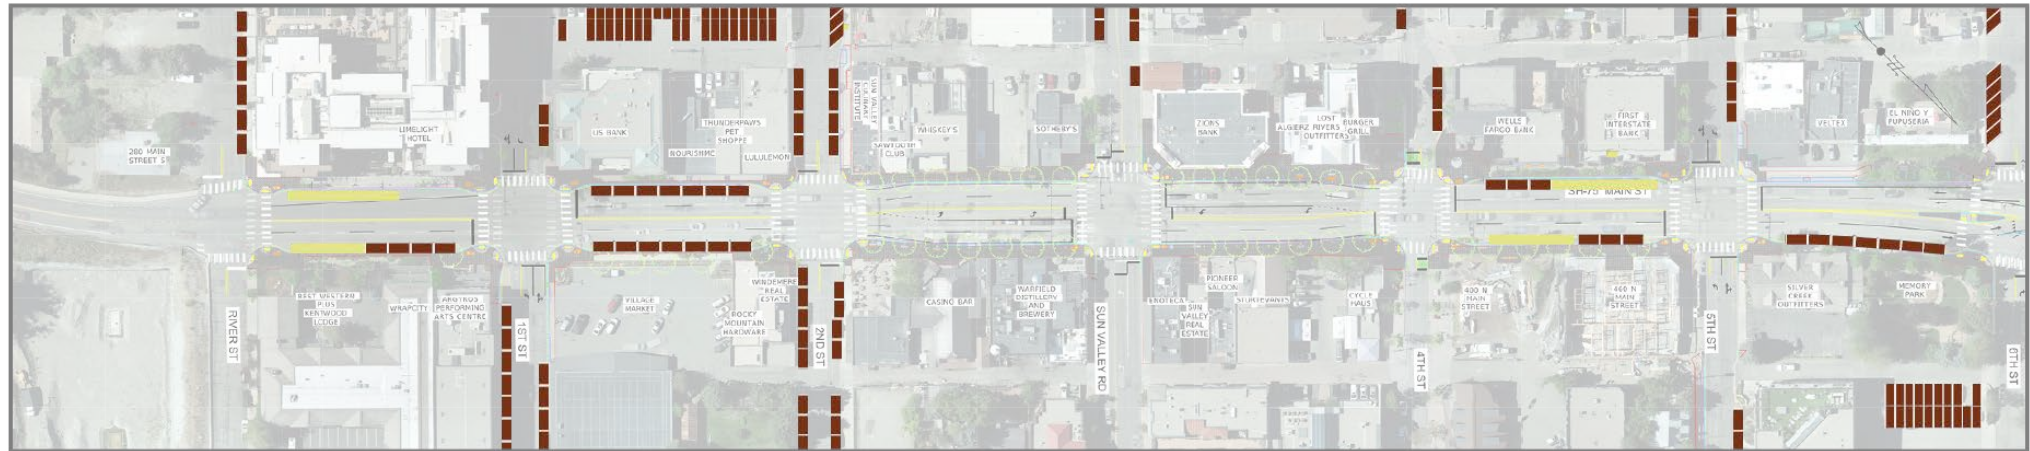 280 MAIN
STREET S
LIMELIGHT
HOTEL
US BANK
THUNDERPAWS
PET
SHOPPE
NOURISHME
LULULEMON
SUN VALLEY
CULINARY
INSTITUTE
WHISKEY'S
SAWTOOTH
CLUB
SOTHEBY'S
ZIONS
BANK
LOST
RIVERS
OUTFITTERS
ALGIERZ
BURGER
GRILL
WELLS
FARGO BANK
FIRST
INTERSTATE
BANK
VELTEX
EL NINO Y
PUPUSERIA
SH-75 MAIN ST
BEST WESTERN
PLUS
KENTWOOD
LODGE
WRAPCITY
ARGYROS
PERFORMING
ARTS CENTRE
VILLAGE
MARKET
WINDEMERE
REAL
ESTATE
ROCKY
MOUNTAIN
HARDWARE
CASINO BAR
WARFIELD
DISTILLERY
AND
BREWERY
ENOTECA
SUN
VALLEY
REAL
ESTATE
PIONEER
SALOON
STURTEVANTS
CYCLE
HAUS
400 N
MAIN
STREET
460 N
MAIN
STREET
SILVER
CREEK
OUTFITTERS
MEMORY
PARK
RIVER ST
1ST ST
2ND ST
SUN VALLEY RD
4TH ST
5TH ST
6TH ST